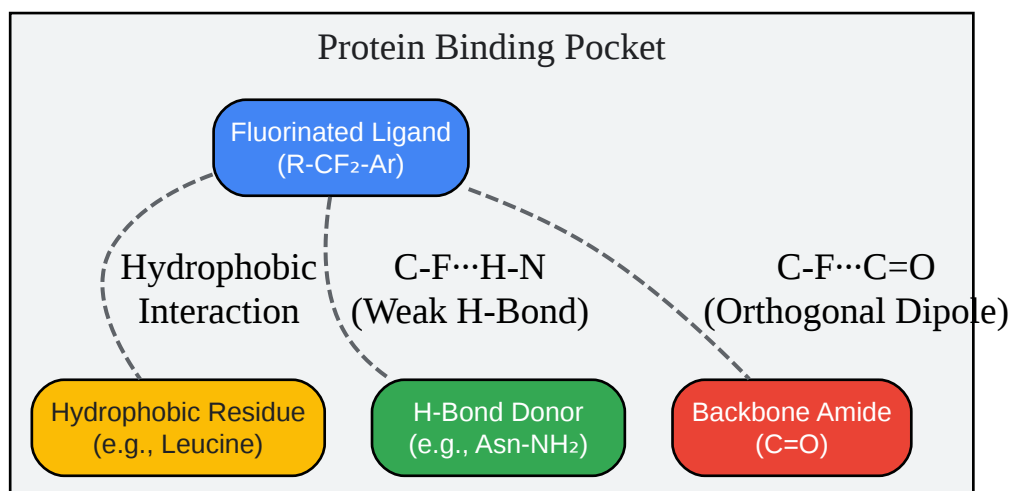 Protein Binding Pocket
Fluorinated Ligand
(R-CF₂-Ar)
Hydrophobic
Interaction
C-F···H-N
(Weak H-Bond)
C-F···C=O
(Orthogonal Dipole)
Hydrophobic Residue
(e.g., Leucine)
H-Bond Donor
(e.g., Asn-NH₂)
Backbone Amide
(C=O)